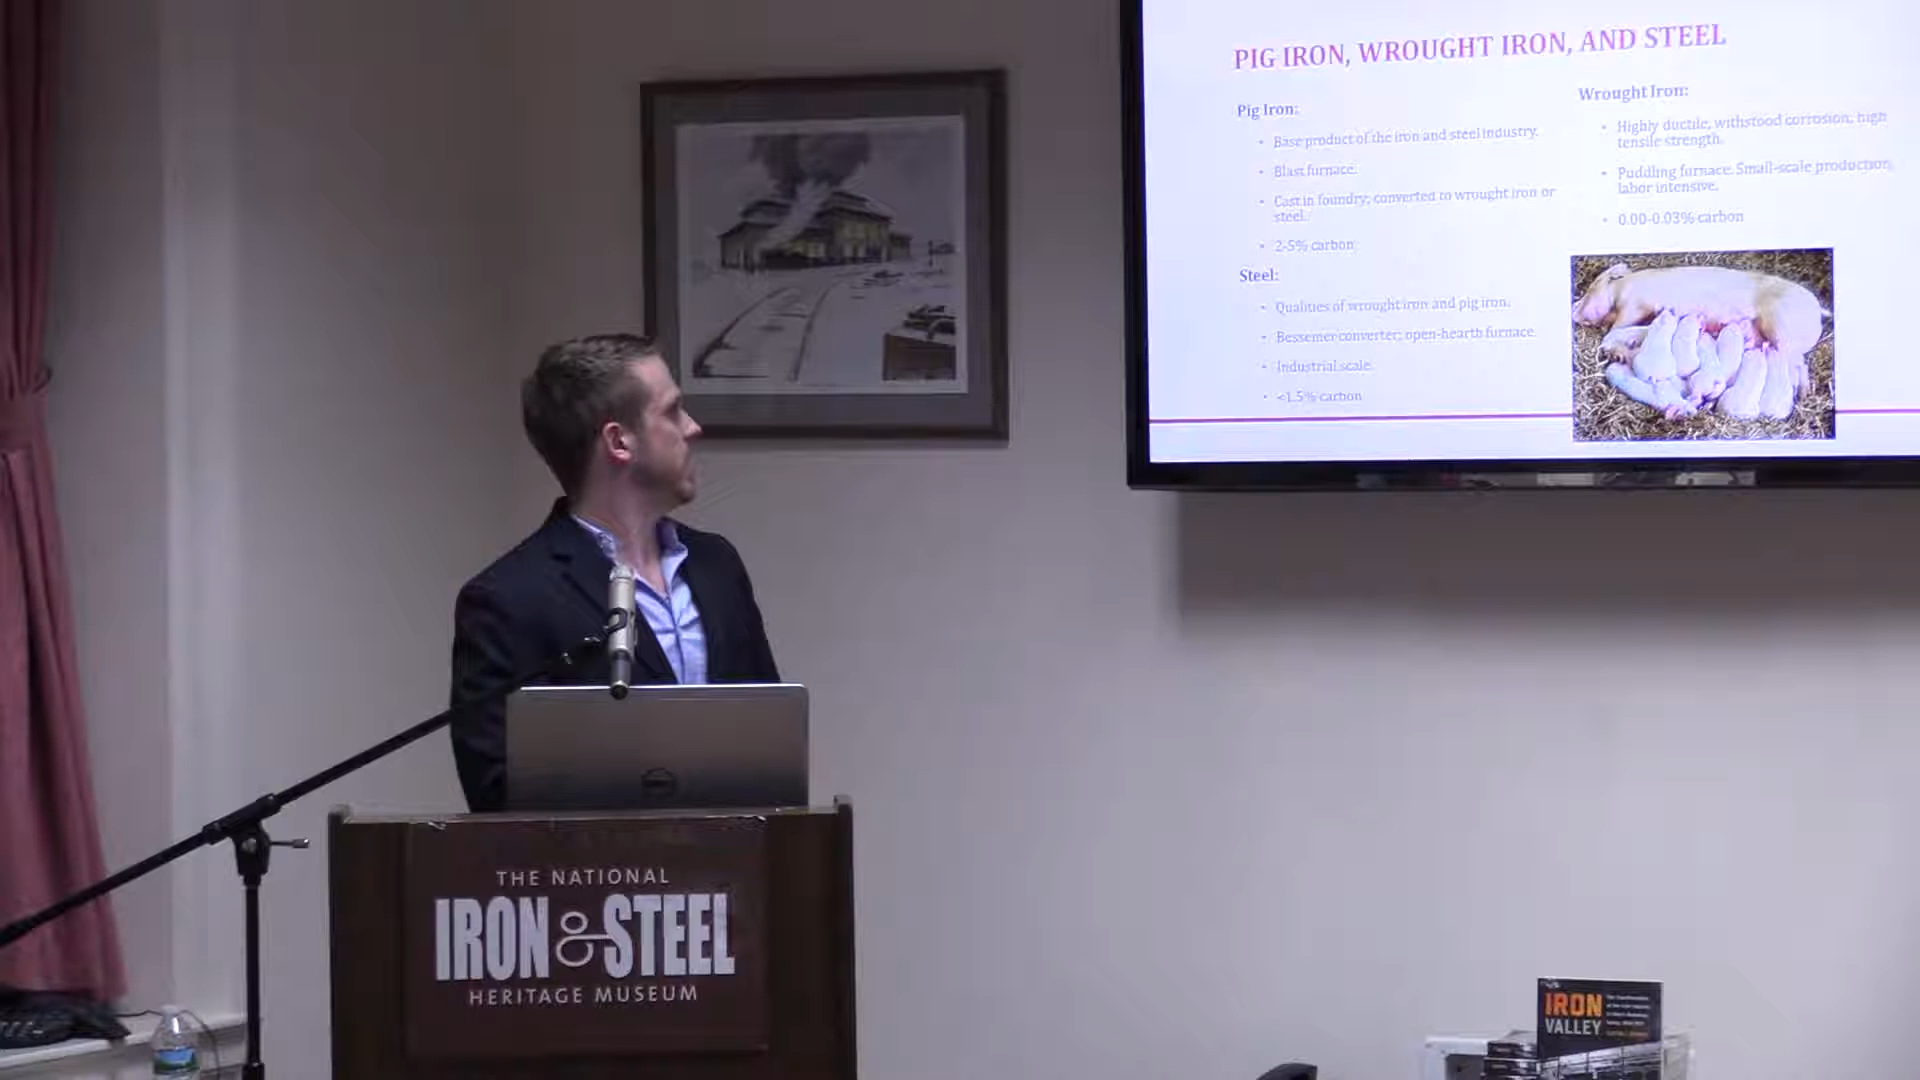 PIG IRON, WROUGHT IRON, AND STEEL
Pig Iron:
• Base product of the iron and steel industry.
• Blast furnace.
• Cast in foundry; converted to wrought iron or
steel.
• 2-5% carbon
Steel:
• Qualities of wrought iron and pig iron.
• Bessemer converter; open-hearth furnace.
• Industrial scale.
• <1.5% carbon
Wrought Iron:
• Highly ductile, withstood corrosion; high
tensile strength.
• Puddling furnace. Small-scale production,
labor intensive.
• 0.00-0.03% carbon
THE NATIONAL
IRON & STEEL
HERITAGE MUSEUM
IRON
VALLEY